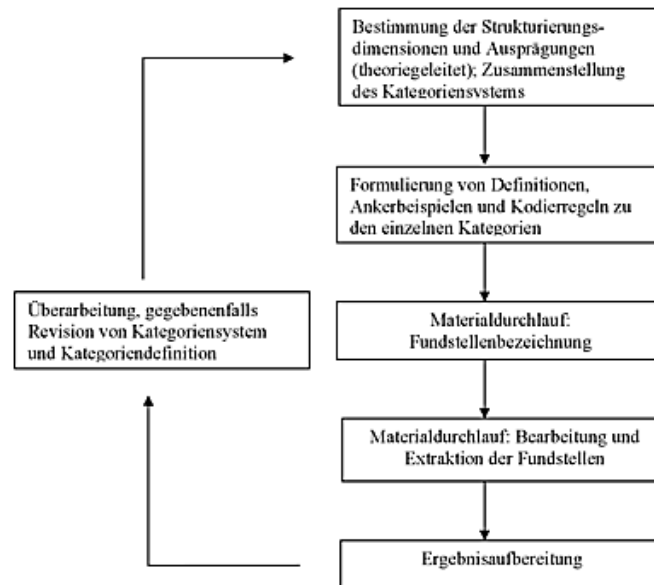 Bestimmung der Strukturierungs-
dimensionen und Ausprägungen
(theoriegeleitet); Zusammenstellung
des Kategoriensystems
Formulierung von Definitionen,
Ankerbeispielen und Kodierregeln zu
den einzelnen Kategorien
Materialdurchlauf:
Fundstellenbezeichnung
Materialdurchlauf: Bearbeitung und
Extraktion der Fundstellen
Ergebnisaufbereitung
Überarbeitung, gegebenenfalls
Revision von Kategoriensystem
und Kategoriendefinition